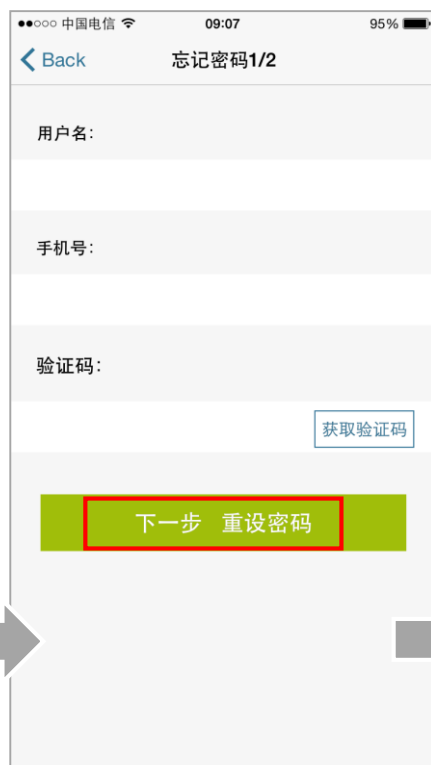 中国电信 09:07 95%
Back 忘记密码1/2
用户名：
手机号：
验证码：
获取验证码
下一步 重设密码